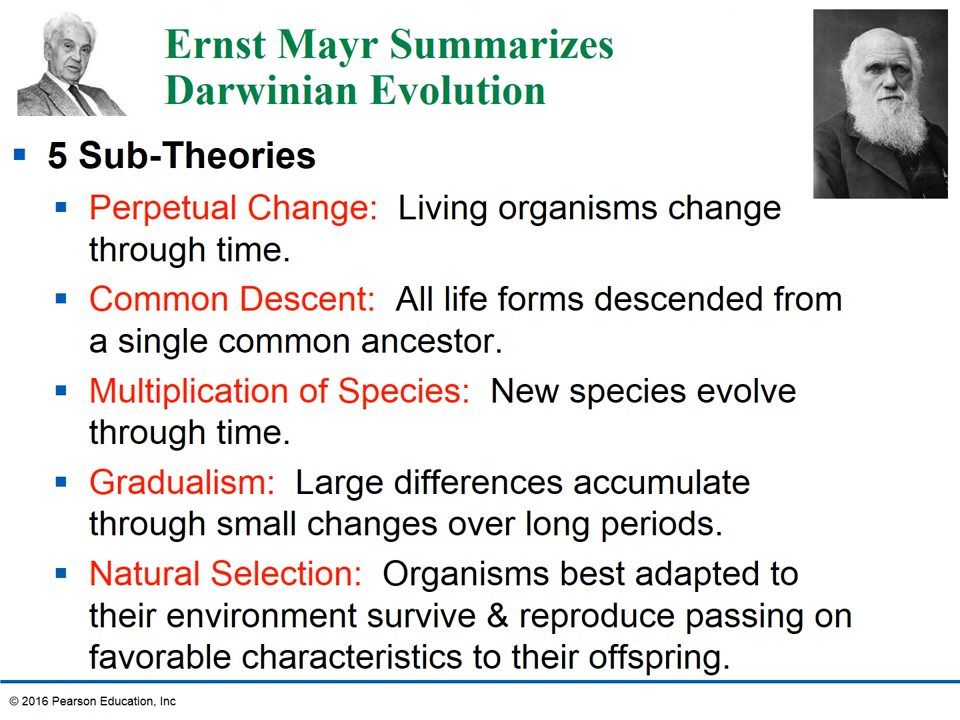 Ernst Mayr Summarizes
Darwinian Evolution
5 Sub-Theories
Perpetual Change: Living organisms change
through time.
Common Descent: All life forms descended from
a single common ancestor.
Multiplication of Species: New species evolve
through time.
Gradualism: Large differences accumulate
through small changes over long periods.
Natural Selection: Organisms best adapted to
their environment survive & reproduce passing on
favorable characteristics to their offspring.
© 2016 Pearson Education, Inc